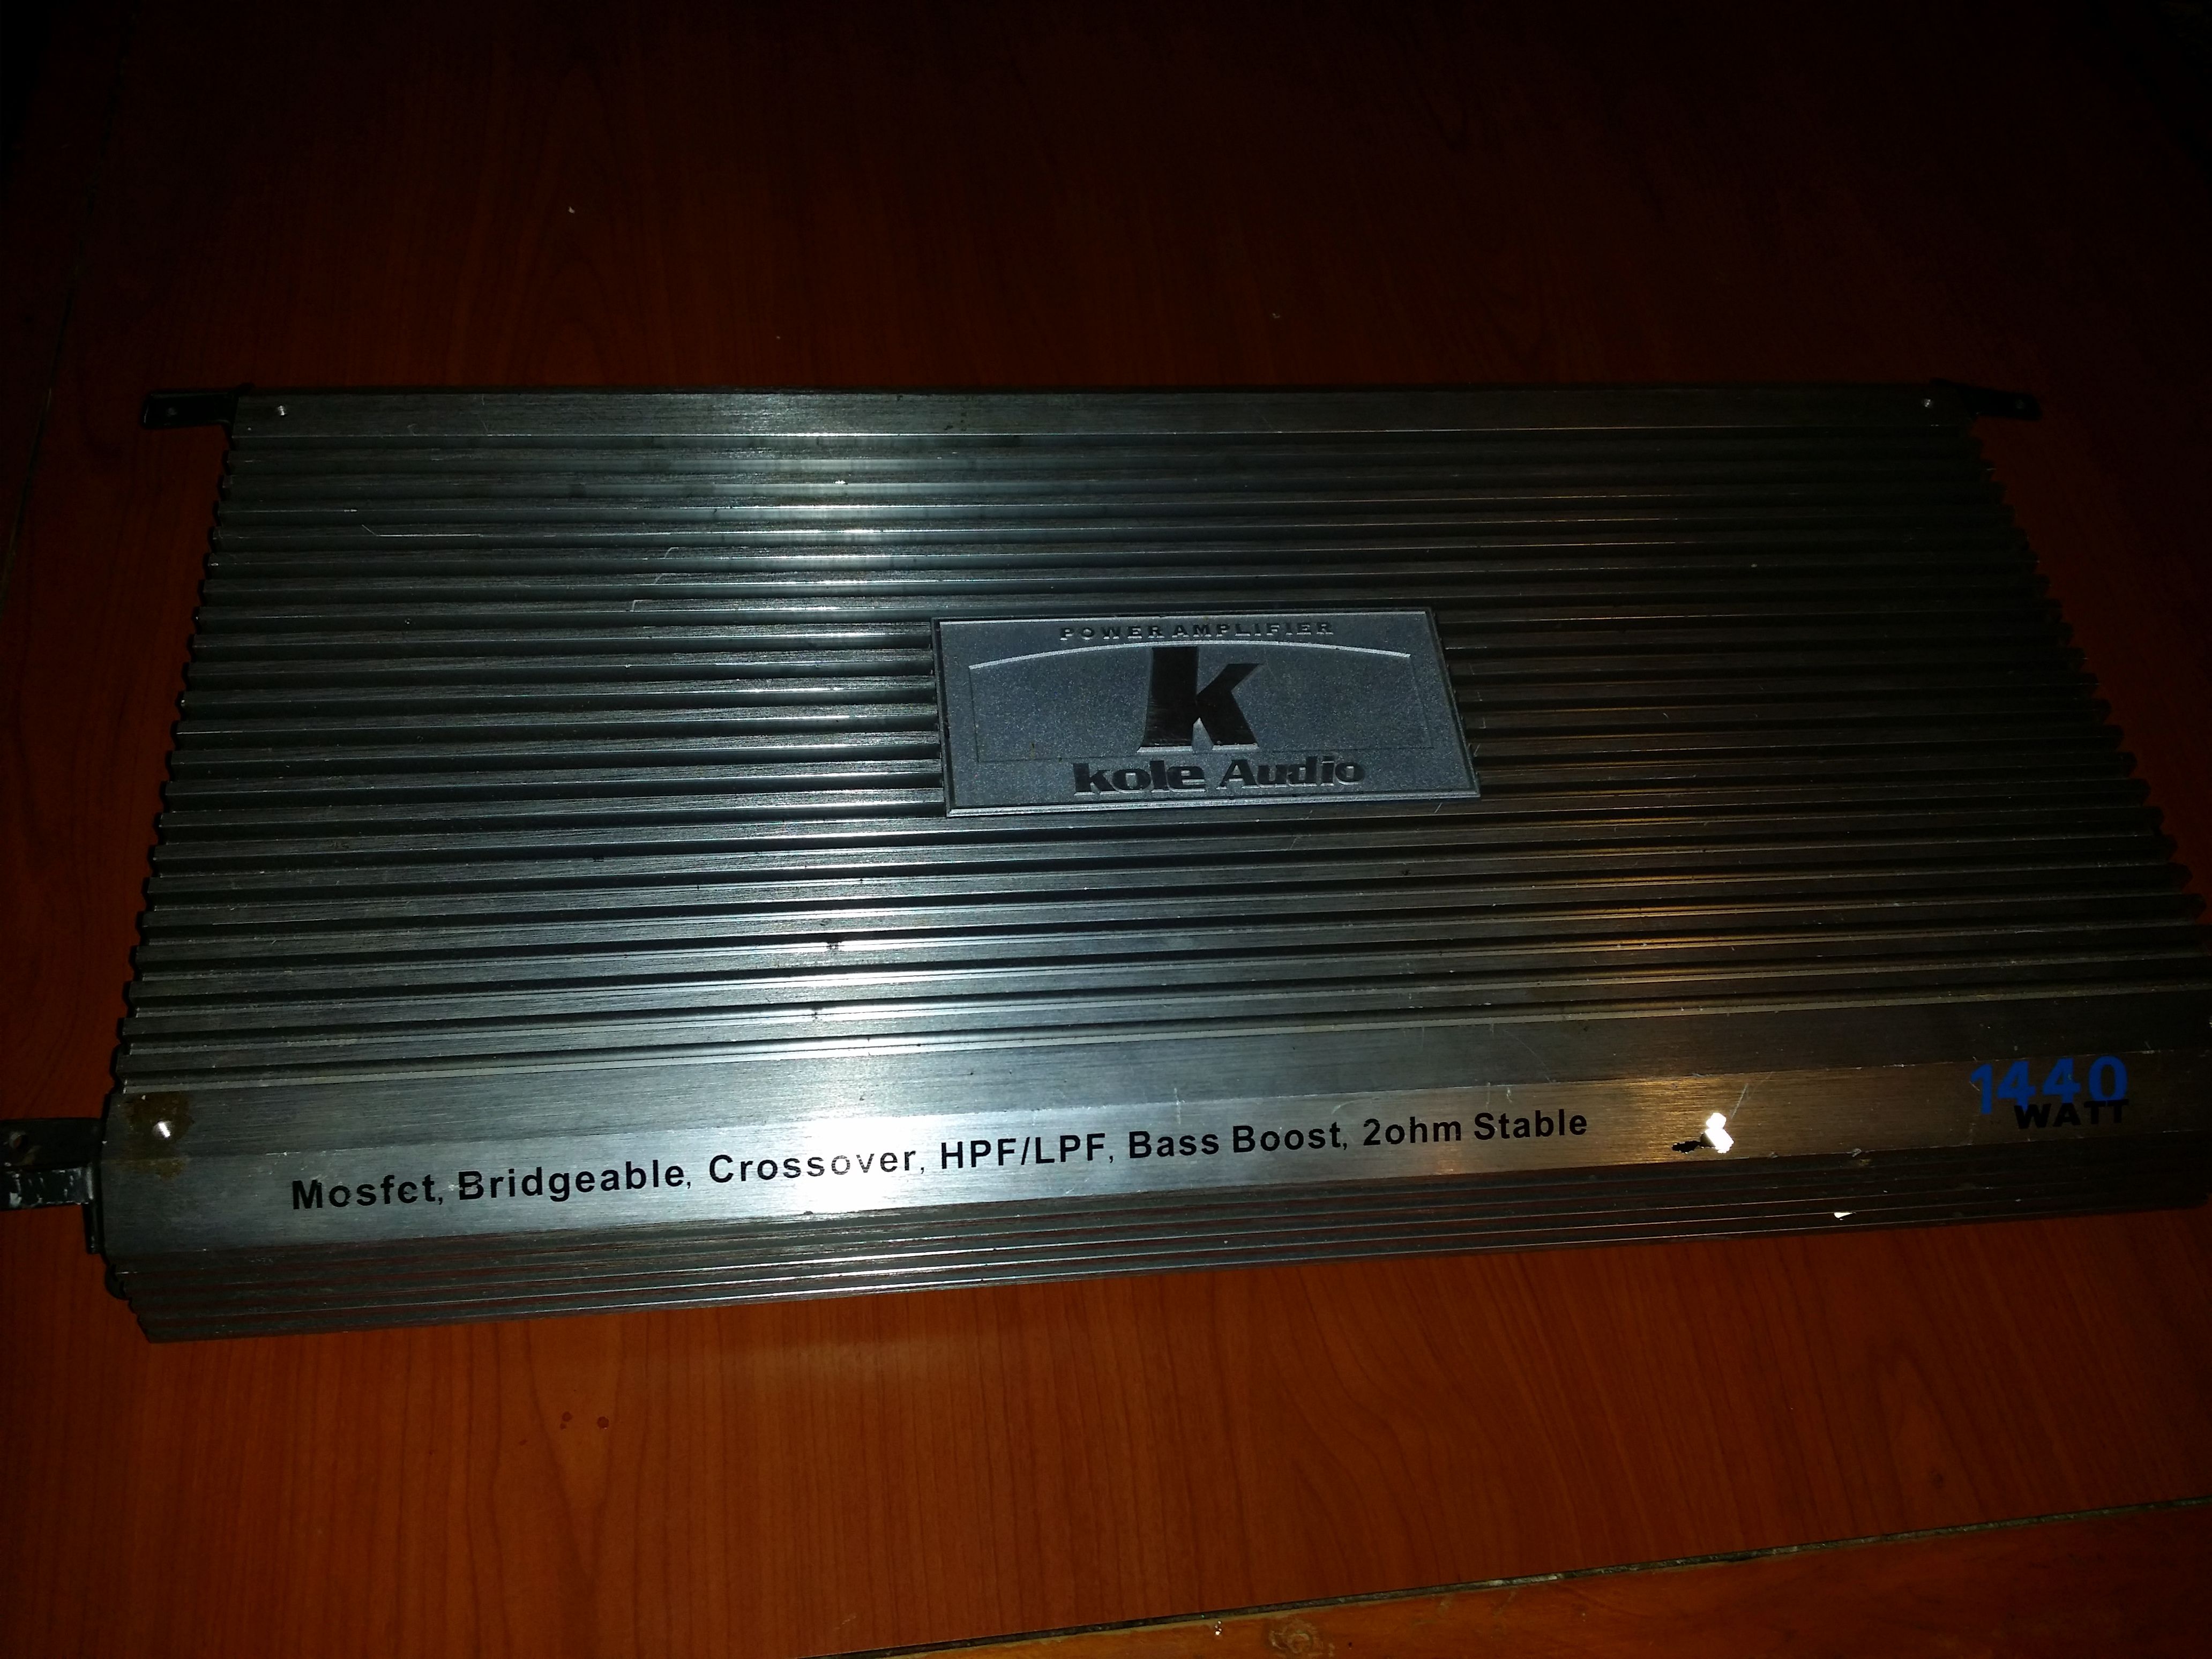 POWER AMPLIFIER
k
kole Audio
1440
WATT
Mosfet, Bridgeable, Crossover, HPF/LPF, Bass Boost, 2ohm Stable